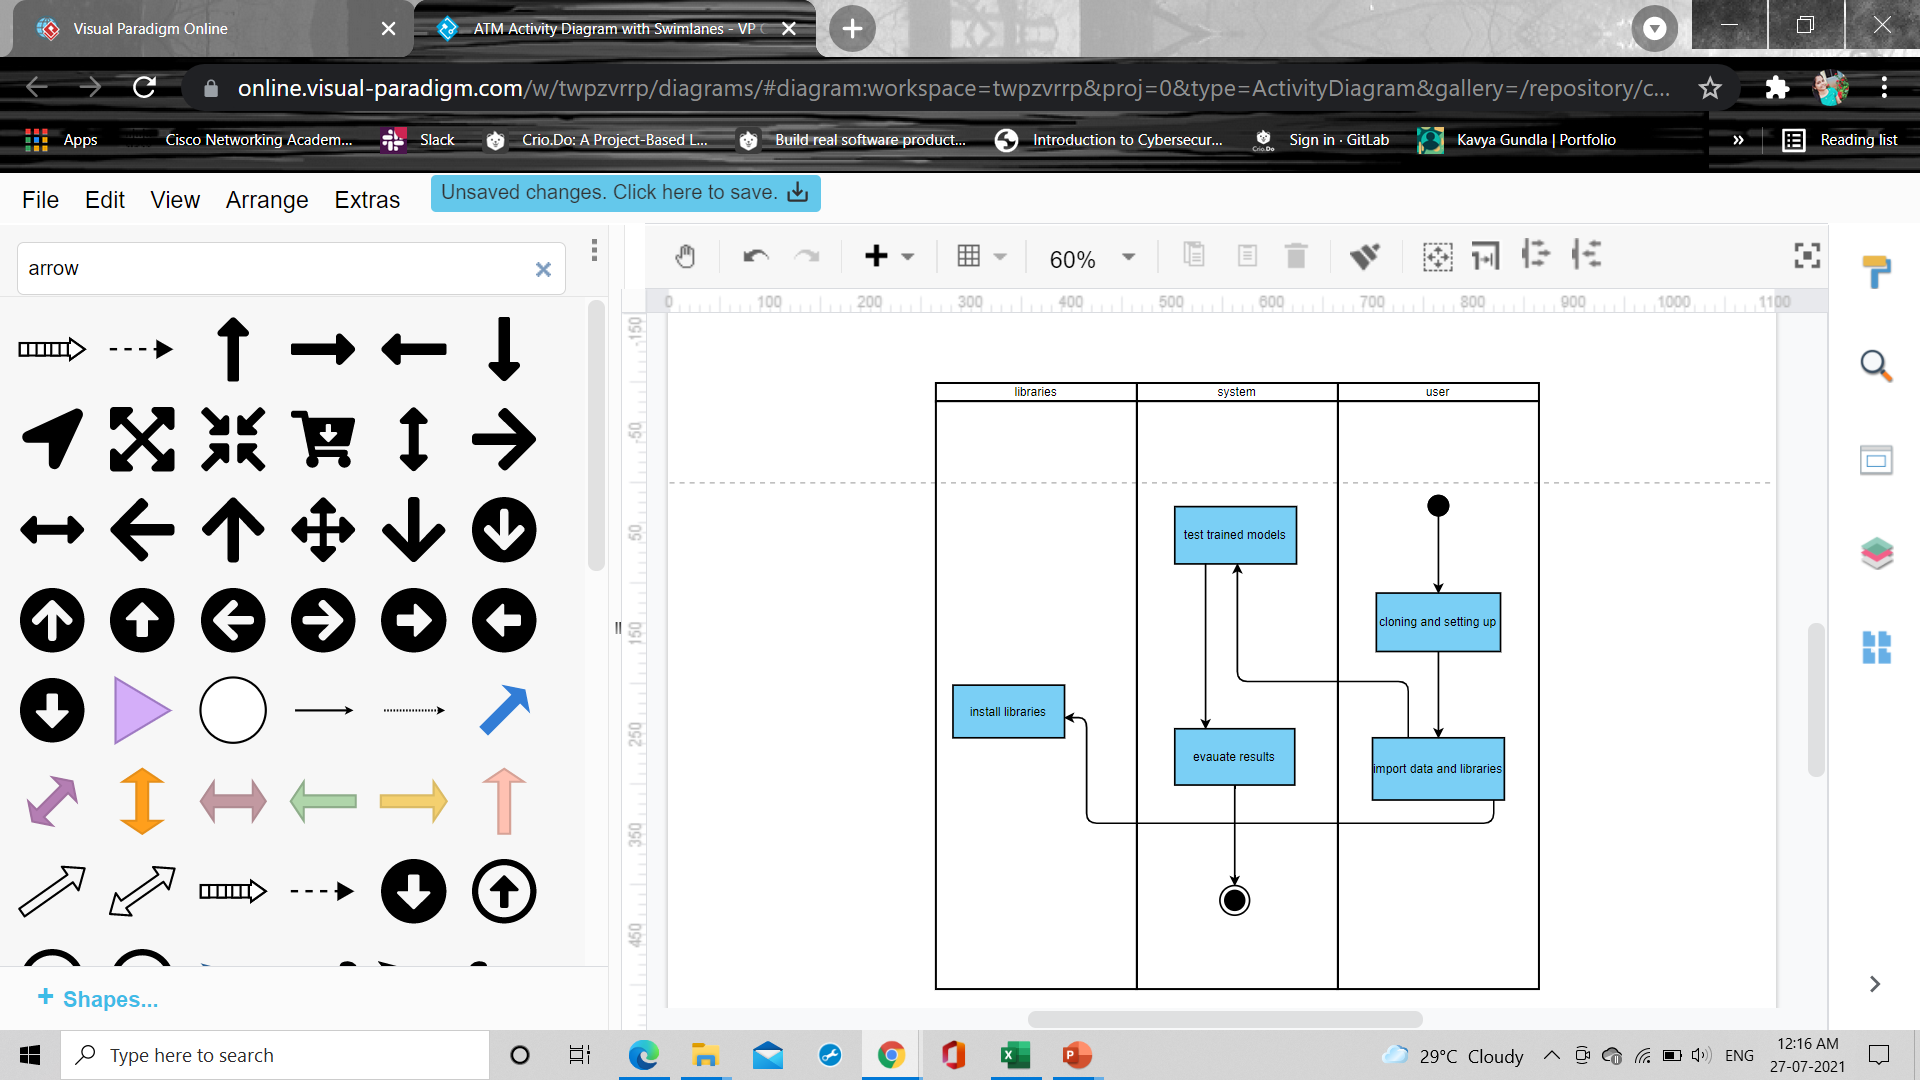 Visual Paradigm Online
ATM Activity Diagram with Swimlanes - VP
online.visual-paradigm.com/w/twpzvrrp/diagrams/#diagram:workspace=twpzvrrp&proj=0&type=ActivityDiagram&gallery=/repository/c...
Apps Cisco Networking Academ... Slack Crio.Do: A Project-Based L... Build real software product... Introduction to Cybersecur... Crio.Do Sign in · GitLab Kavya Gundla | Portfolio » Reading list
File Edit View Arrange Extras Unsaved changes. Click here to save.
arrow
60%
0 100 200 300 400 500 600 700 800 900 1000 1100
-150
-50
50
150
250
350
450
libraries system user
test trained models
cloning and setting up
install libraries
evauate results
import data and libraries
+ Shapes...
Type here to search
29°C Cloudy
ENG
12:16 AM
27-07-2021